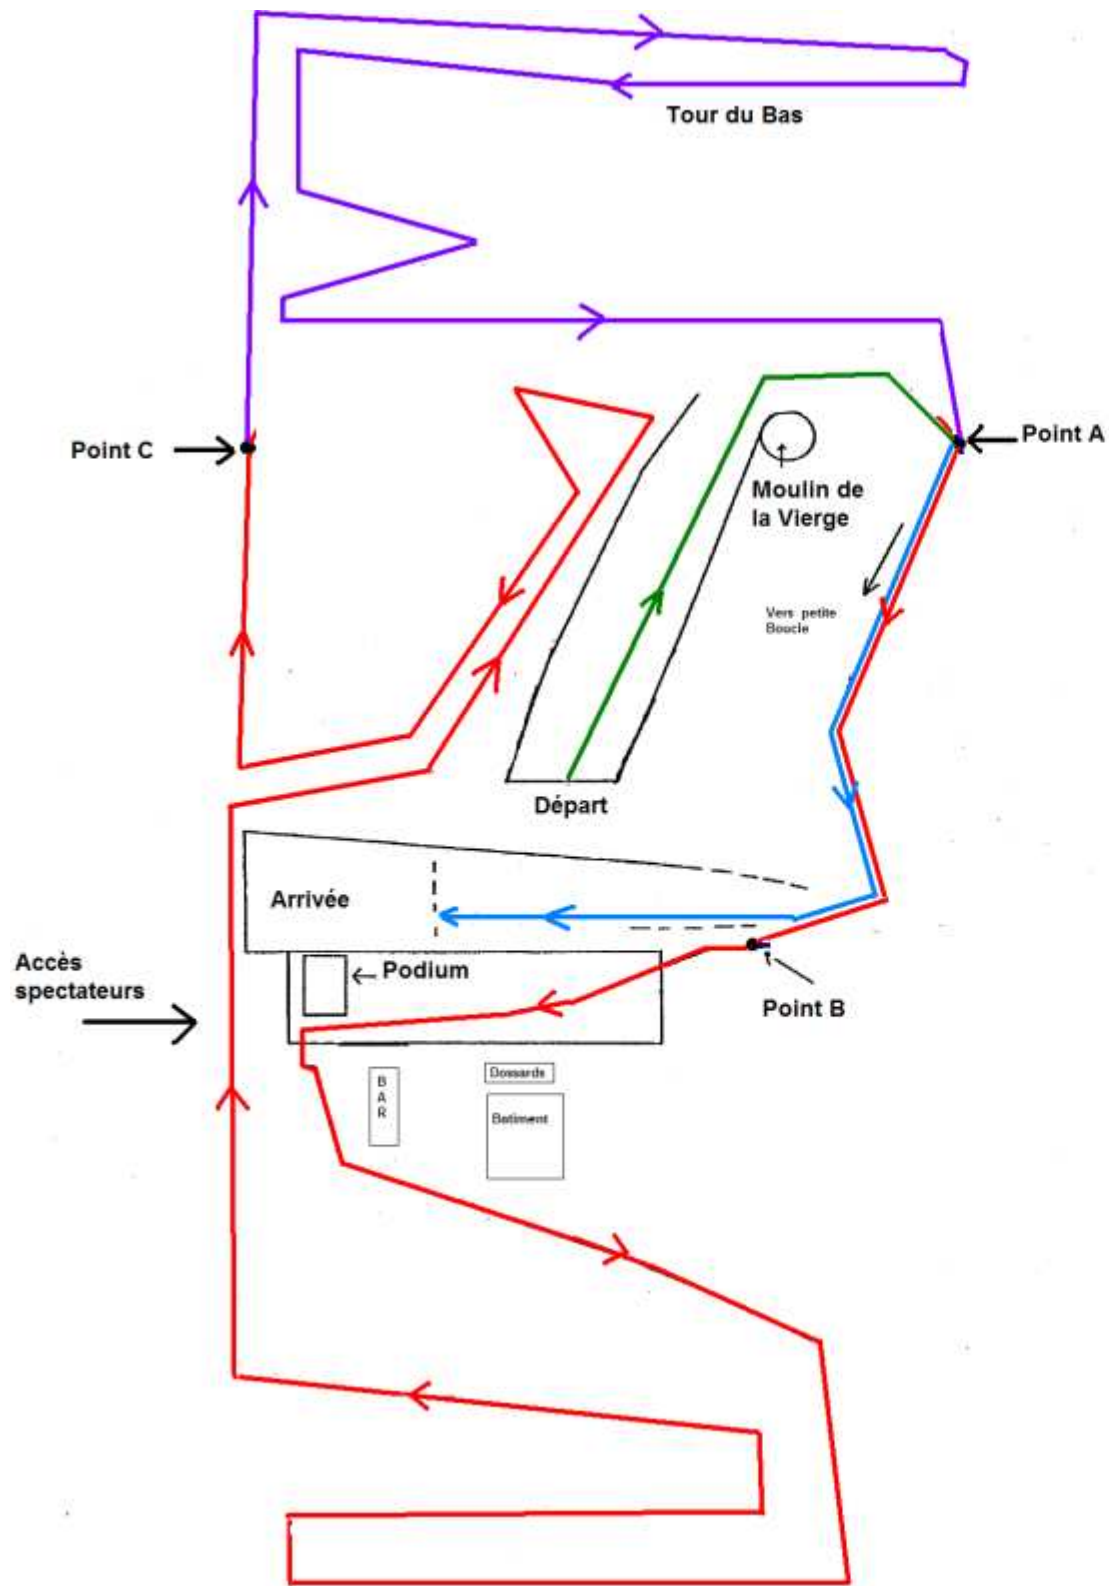 Tour du Bas
Point C
Point A
Moulin de
la Vierge
Vers petite
Boucle
Départ
Arrivée
Accès
spectateurs
Podium
Point B
B
A
R
Dossards
Batiment